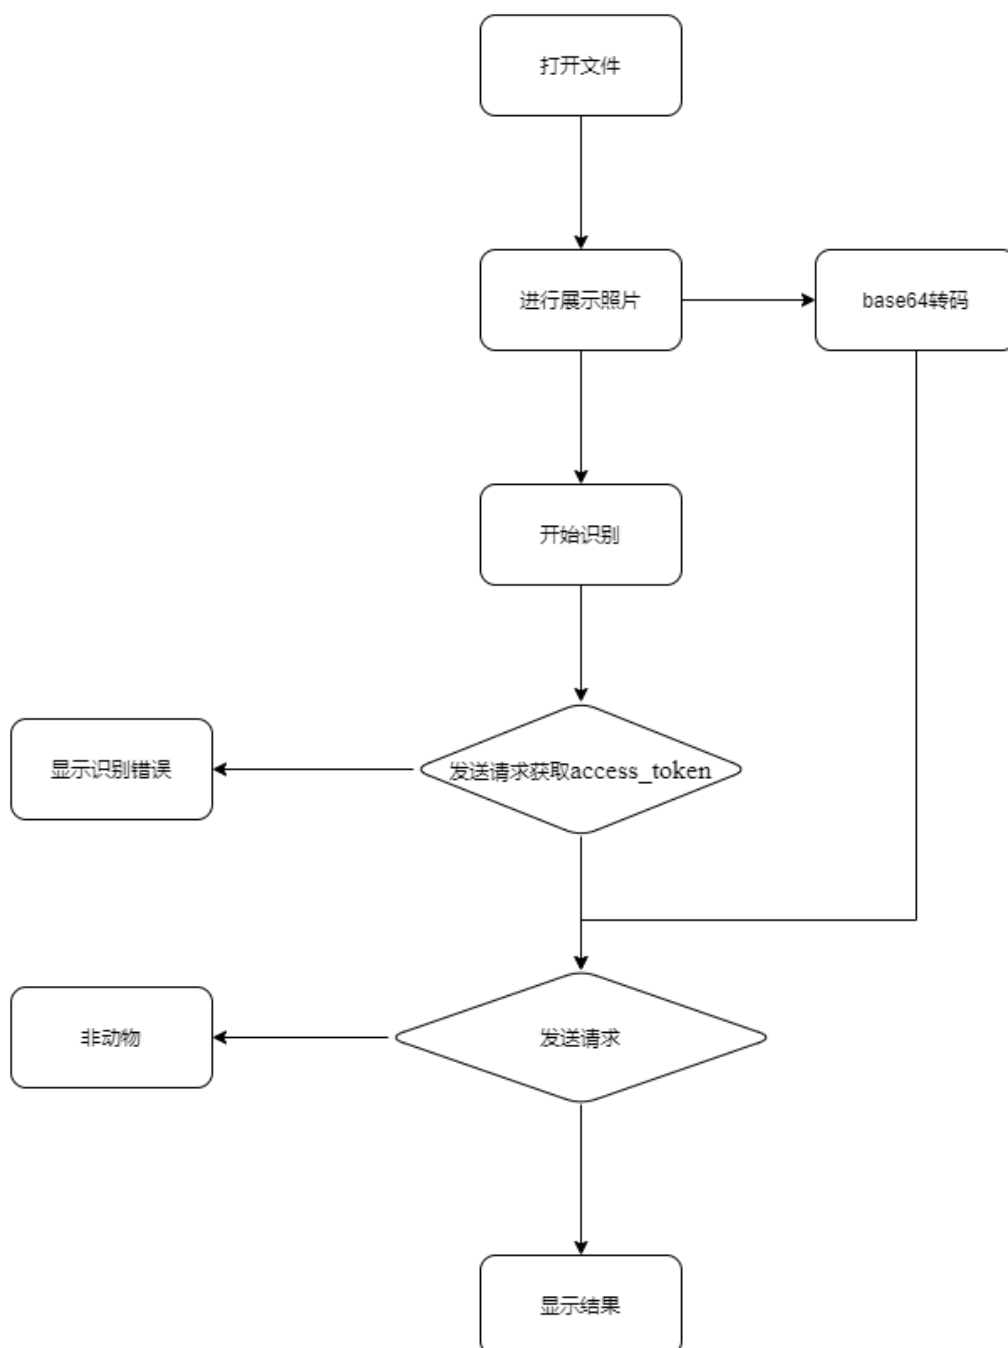 打开文件
进行展示照片
base64转码
开始识别
显示识别错误
发送请求获取access_token
非动物
发送请求
显示结果